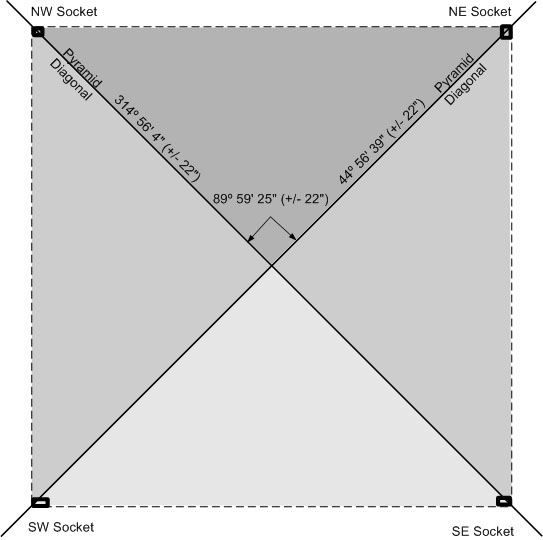 NW Socket
NE Socket
Pyramid
Diagonal
314º 56' 4" (+/- 22")
Pyramid
Diagonal
44º 56' 39" (+/- 22")
89º 59' 25" (+/- 22")
SW Socket
SE Socket